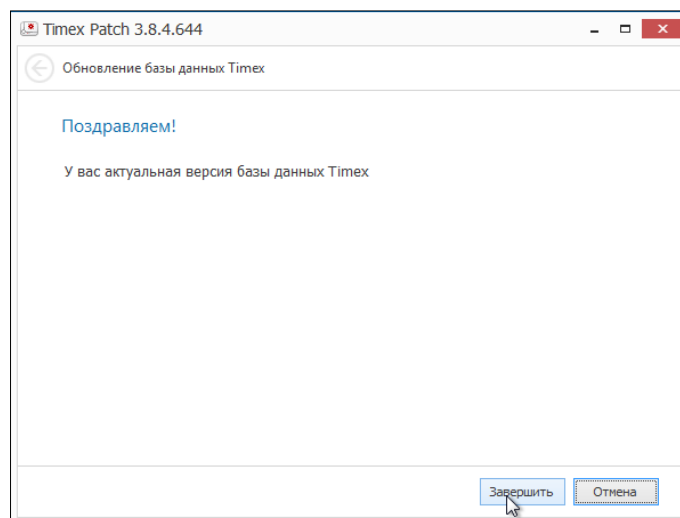 Timex Patch 3.8.4.644
Обновление базы данных Timex
Поздравляем!
У вас актуальная версия базы данных Timex
Завершить
Отмена